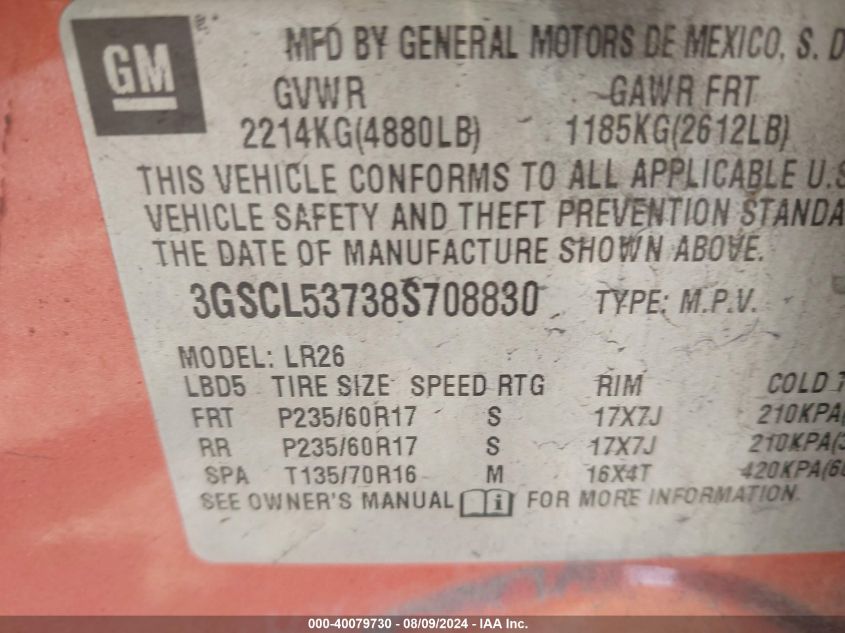 GM
MFD BY GENERAL MOTORS DE MEXICO, S. D
GVWR GAWR FRT
2214KG(4880LB) 1185KG(2612LB)
THIS VEHICLE CONFORMS TO ALL APPLICABLE U.S
VEHICLE SAFETY AND THEFT PREVENTION STANDA
THE DATE OF MANUFACTURE SHOWN ABOVE.
3GSCL53738S708830 TYPE: M.P.V.
MODEL: LR26
LBD5 TIRE SIZE SPEED RTG RIM COLD T
FRT P235/60R17 S 17X7J 210KPA(
RR P235/60R17 S 17X7J 210KPA(3
SPA T135/70R16 M 16X4T 420KPA(60
SEE OWNER'S MANUAL i FOR MORE INFORMATION.
000-40079730 - 08/09/2024 - IAA Inc.